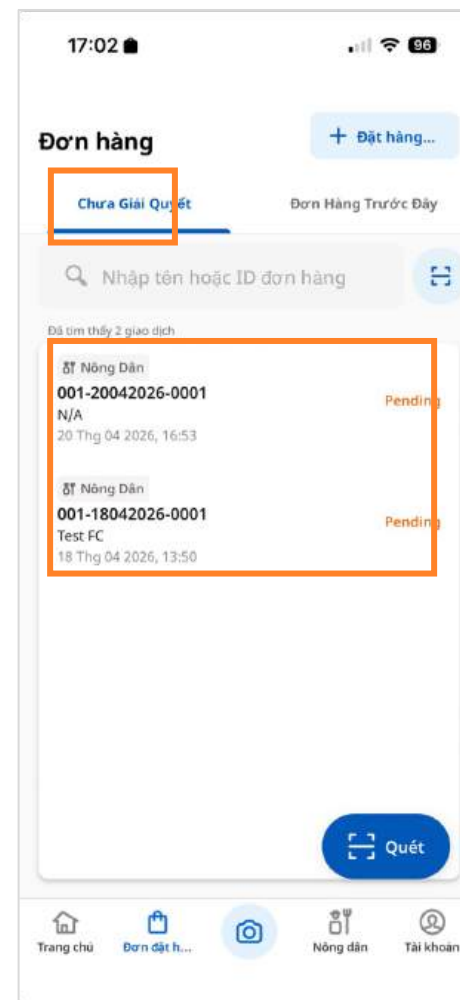 17:02
96
Đơn hàng
+ Đặt hàng...
Chưa Giải Quyết
Đơn Hàng Trước Đây
Nhập tên hoặc ID đơn hàng
Đã tìm thấy 2 giao dịch
Nông Dân
001-20042026-0001
Pending
N/A
20 Thg 04 2026, 16:53
Nông Dân
001-18042026-0001
Pending
Test FC
18 Thg 04 2026, 13:50
Quét
Trang chủ
Đơn đặt h...
Nông dân
Tài khoản